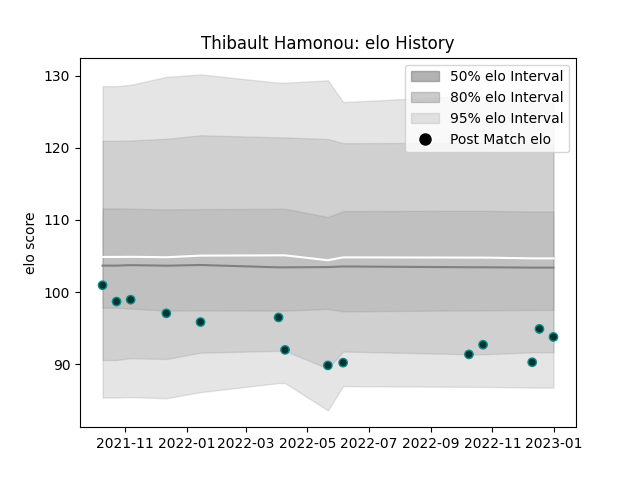 Thibault Hamonou: elo History
130
120
110
100
90
elo score
50% elo Interval
80% elo Interval
95% elo Interval
Post Match elo
2021-11 2022-01 2022-03 2022-05 2022-07 2022-09 2022-11 2023-01